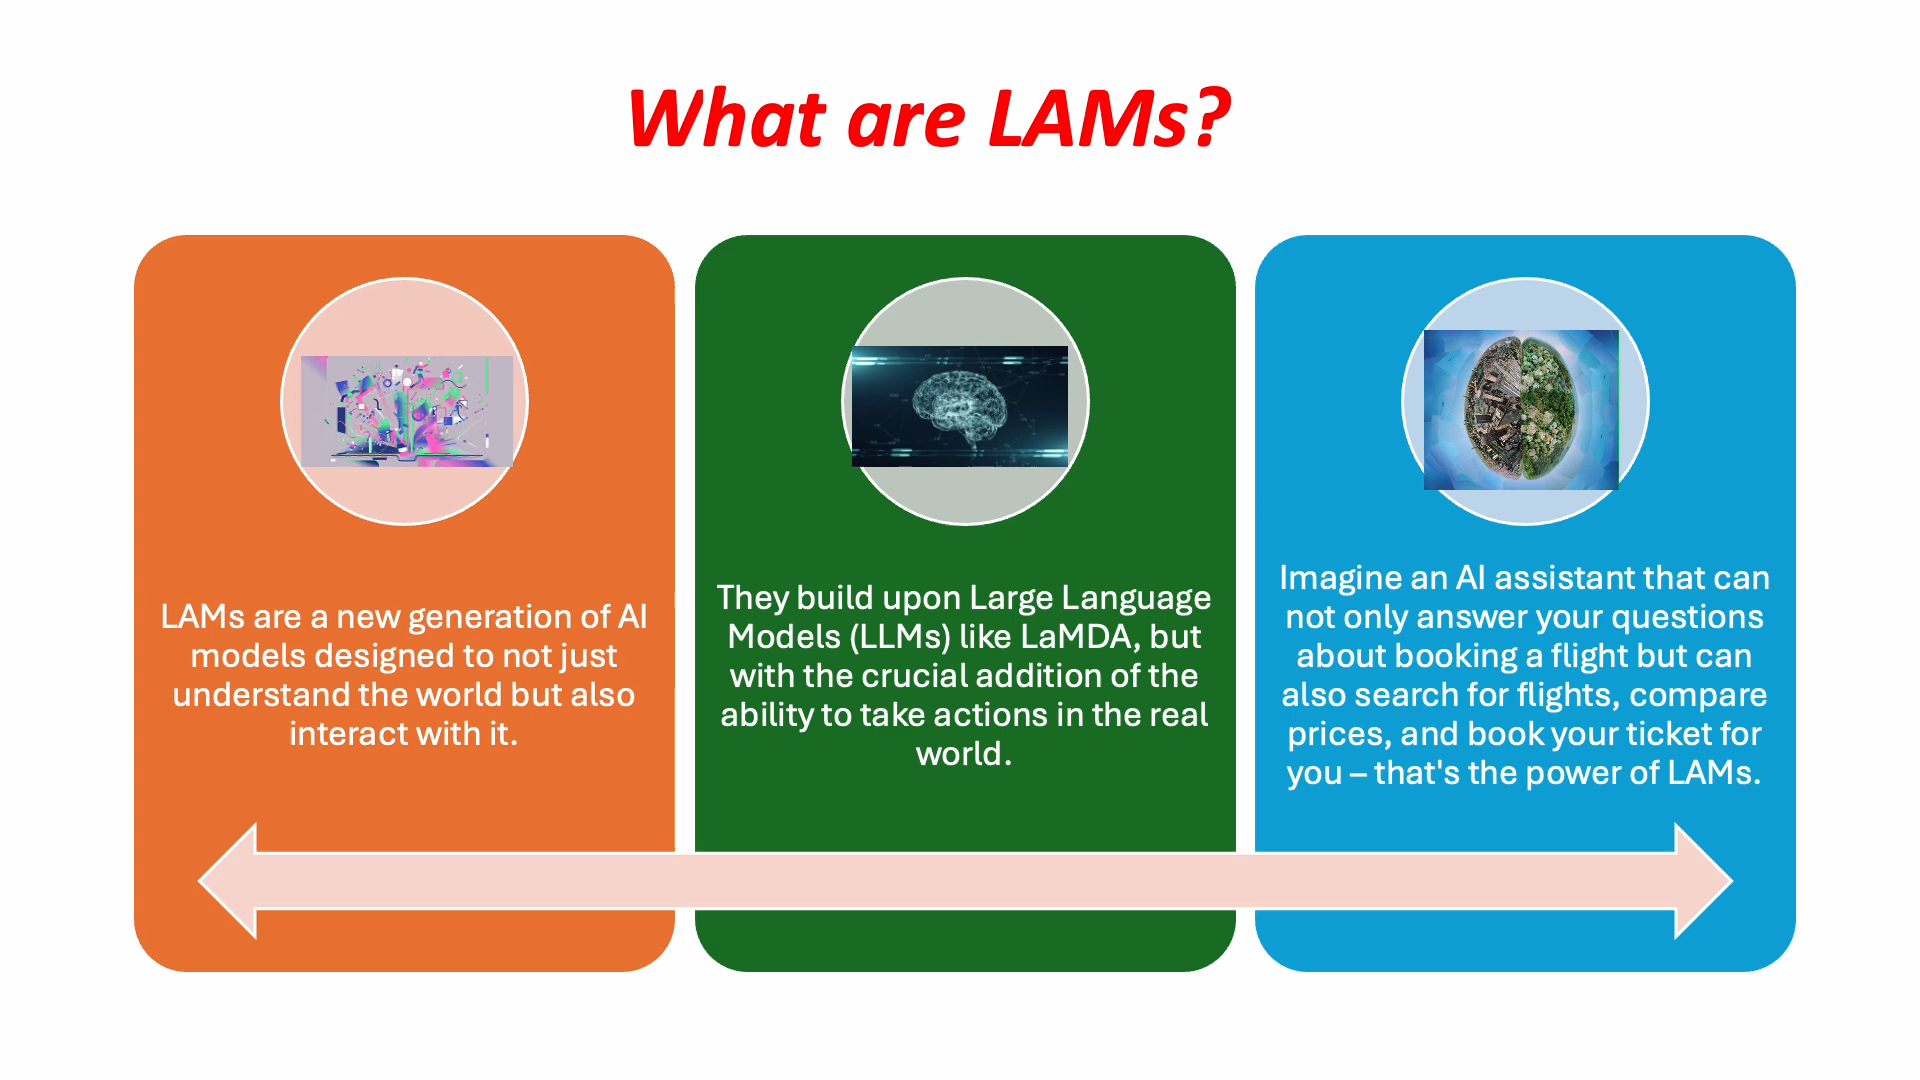 What are LAMs?
LAMs are a new generation of AI
models designed to not just
understand the world but also
interact with it.
They build upon Large Language
Models (LLMs) like LaMDA, but
with the crucial addition of the
ability to take actions in the real
world.
Imagine an AI assistant that can
not only answer your questions
about booking a flight but can
also search for flights, compare
prices, and book your ticket for
you – that's the power of LAMs.